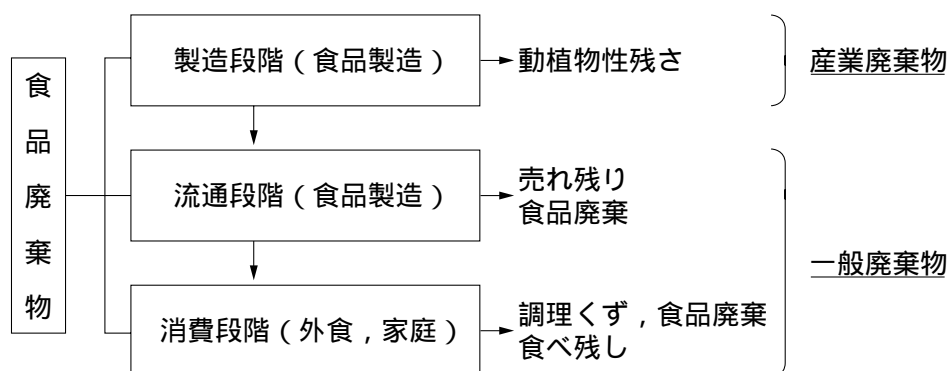 食品廃棄物
製造段階（食品製造）
動植物性残さ
産業廃棄物
流通段階（食品製造）
売れ残り
食品廃棄
一般廃棄物
消費段階（外食，家庭）
調理くず，食品廃棄
食べ残し